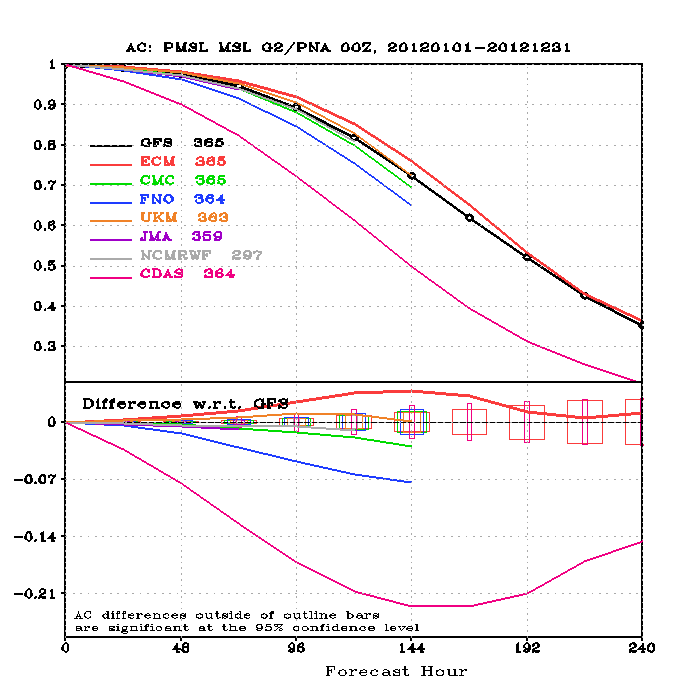 AC: PMSL MSL G2/PNA 00Z, 20120101-20121231
1
0.9
0.8
0.7
0.6
0.5
0.4
0.3
GFS 365
ECM 365
CMC 365
FNO 364
UKM 363
JMA 359
NCMRWF 297
CDAS 364
Difference w.r.t. GFS
0
-0.07
-0.14
-0.21
AC differences outside of outline bars
are significant at the 95% confidence level
0 48 96 144 192 240
Forecast Hour